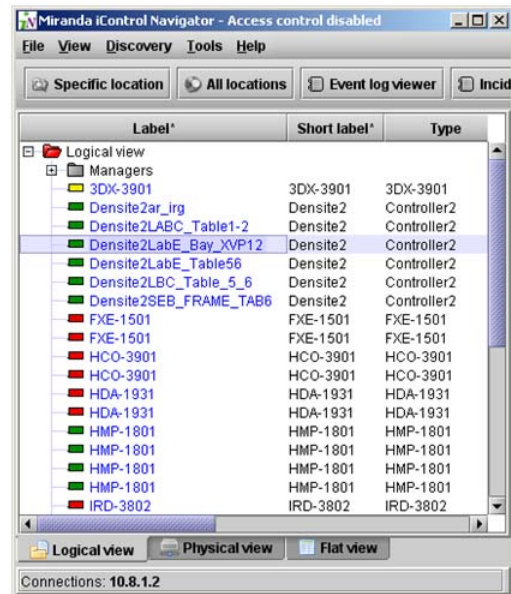 Miranda iControl Navigator - Access control disabled
File View Discovery Tools Help
Specific location All locations Event log viewer Incid
Label* Short label* Type
Logical view
Managers
3DX-3901 3DX-3901 3DX-3901
Densite2ar_irg Densite2 Controller2
Densite2LABC_Table1-2 Densite2 Controller2
Densite2LabE_Bay_XVP12 Densite2 Controller2
Densite2LabE_Table56 Densite2 Controller2
Densite2LBC_Table_5_6 Densite2 Controller2
Densite2SEB_FRAME_TAB6 Densite2 Controller2
FXE-1501 FXE-1501 FXE-1501
FXE-1501 FXE-1501 FXE-1501
HCO-3901 HCO-3901 HCO-3901
HCO-3901 HCO-3901 HCO-3901
HDA-1931 HDA-1931 HDA-1931
HDA-1931 HDA-1931 HDA-1931
HMP-1801 HMP-1801 HMP-1801
HMP-1801 HMP-1801 HMP-1801
HMP-1801 HMP-1801 HMP-1801
HMP-1801 HMP-1801 HMP-1801
IRD-3802 IRD-3802 IRD-3802
Logical view Physical view Flat view
Connections: 10.8.1.2